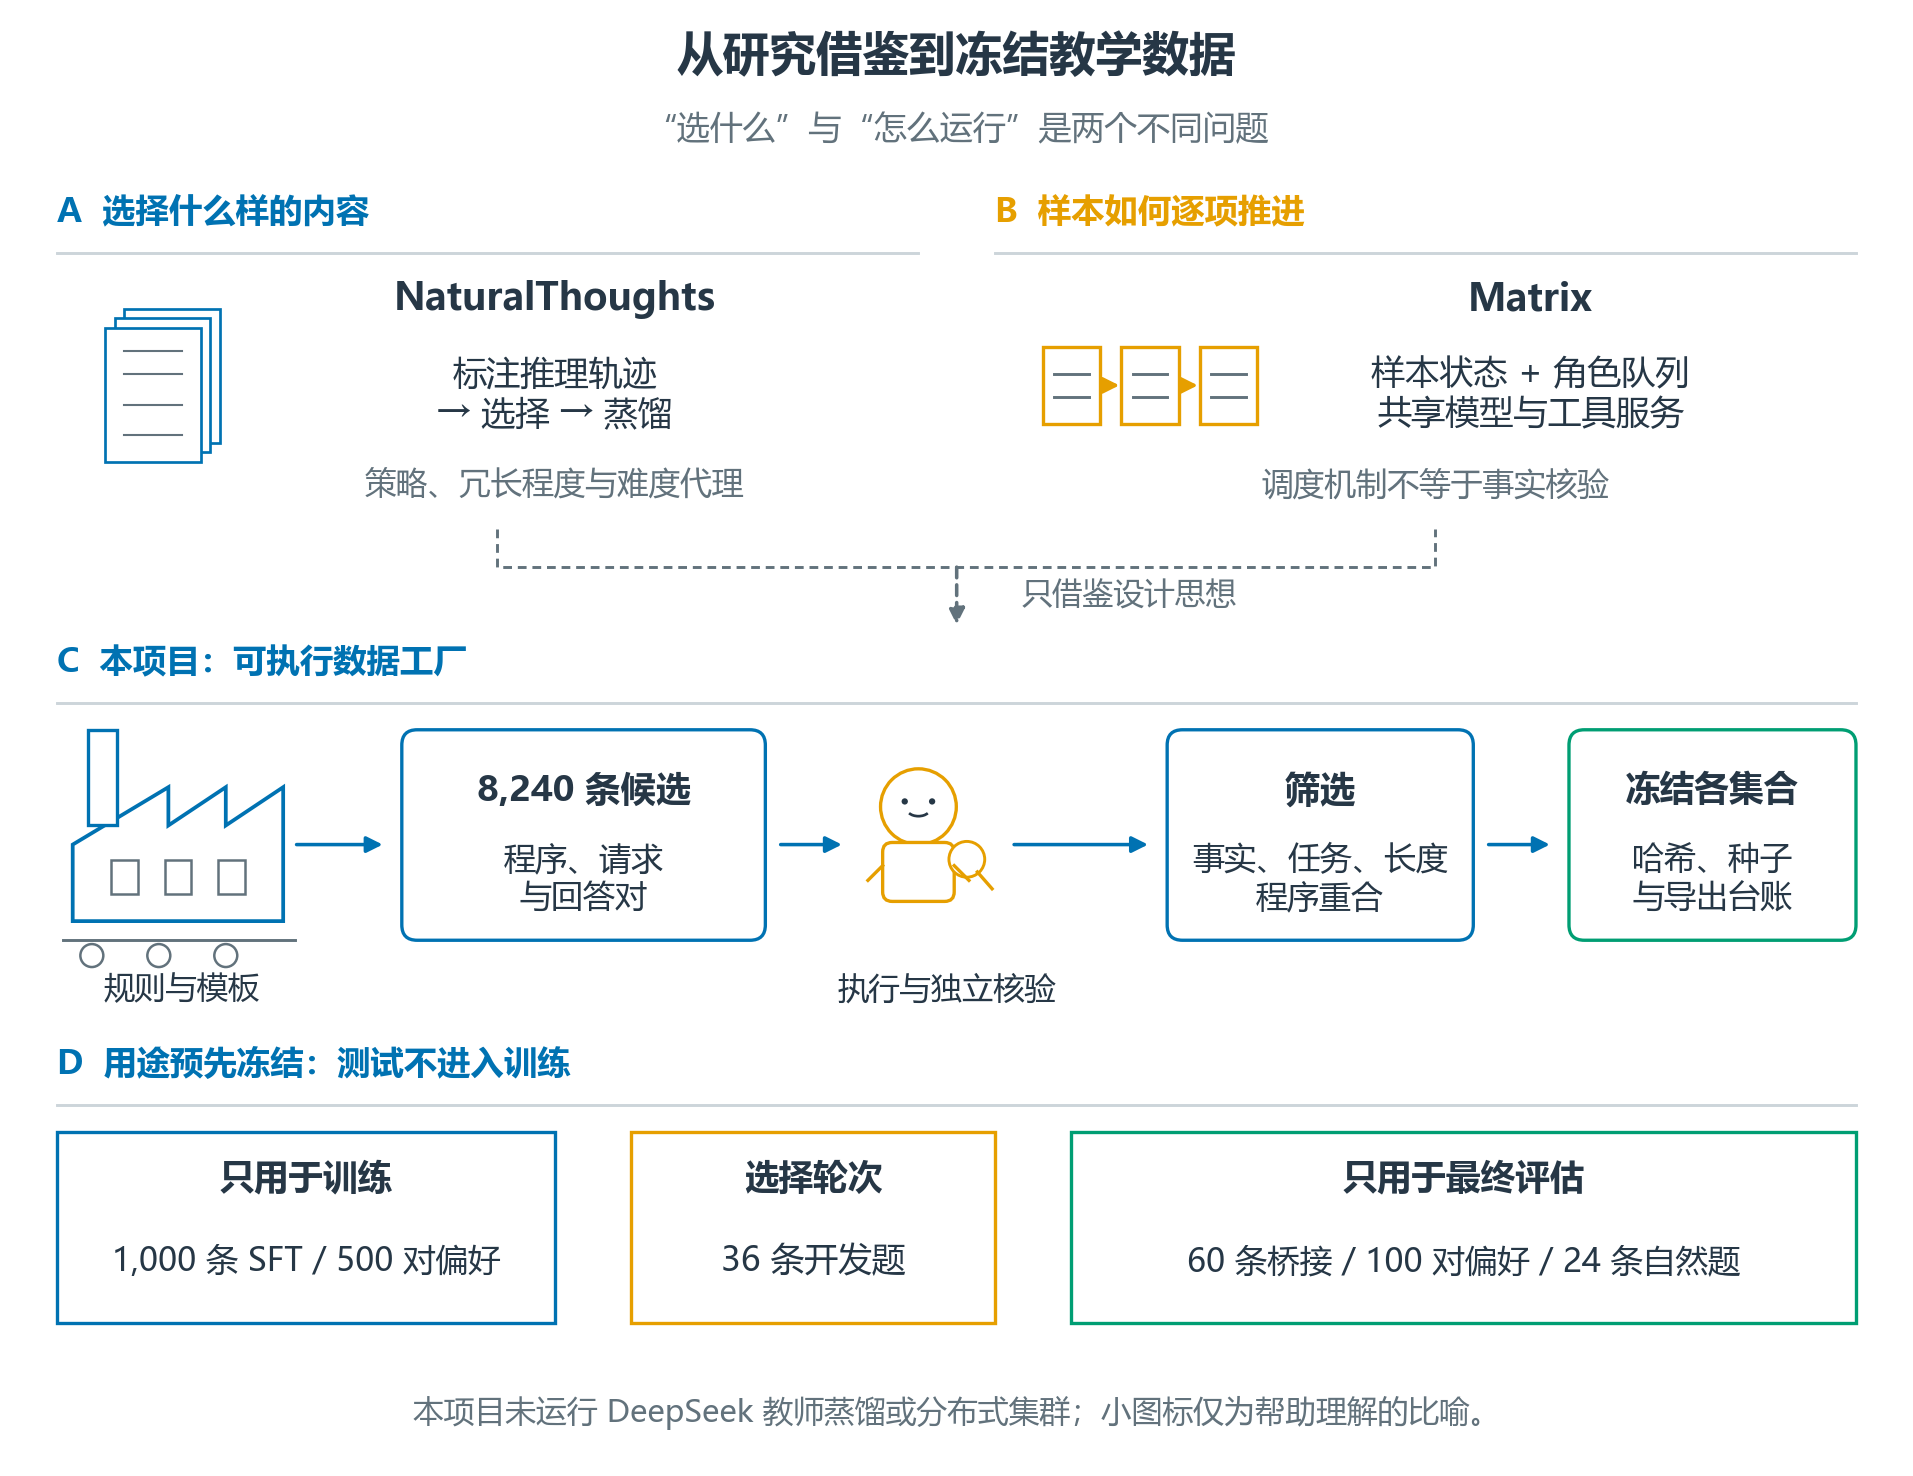 从研究借鉴到冻结教学数据
“选什么”与“怎么运行”是两个不同问题
A 选择什么样的内容
NaturalThoughts
标注推理轨迹
→ 选择 → 蒸馏
策略、冗长程度与难度代理
B 样本如何逐项推进
Matrix
样本状态 + 角色队列
共享模型与工具服务
调度机制不等于事实核验
只借鉴设计思想
C 本项目：可执行数据工厂
规则与模板
8,240 条候选
程序、请求
与回答对
执行与独立核验
筛选
事实、任务、长度
程序重合
冻结各集合
哈希、种子
与导出台账
D 用途预先冻结：测试不进入训练
只用于训练
1,000 条 SFT / 500 对偏好
选择轮次
36 条开发题
只用于最终评估
60 条桥接 / 100 对偏好 / 24 条自然题
本项目未运行 DeepSeek 教师蒸馏或分布式集群；小图标仅为帮助理解的比喻。